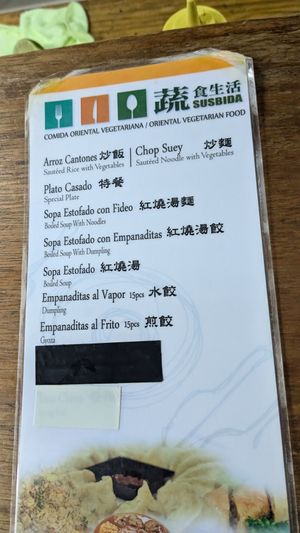 蔬食生活
SUSBIDA
COMIDA ORIENTAL VEGETARIANA / ORIENTAL VEGETARIAN FOOD
Arroz Cantones 炒飯 | Chop Suey 炒麵
Sautéed Rice with Vegetables Sautéed Noodle with Vegetables
Plato Casado 特餐
Special Plate
Sopa Estofado con Fideo 紅燒湯麵
Boiled Soup With Noodles
Sopa Estofado con Empanaditas 紅燒湯餃
Boiled Soup With Dumpling
Sopa Estofado 紅燒湯
Boiled Soup
Empanaditas al Vapor 15pcs 水餃
Dumpling
Empanaditas al Frito 15pcs 煎餃
Gyoza